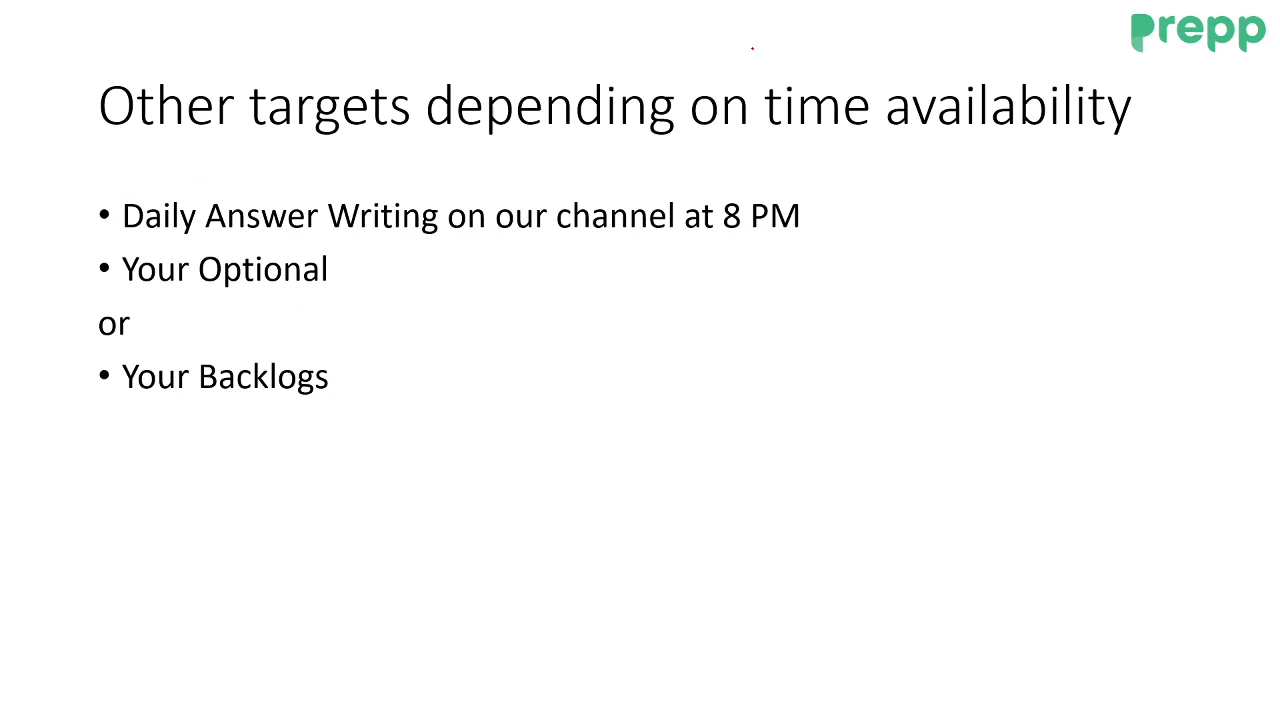 prepp
Other targets depending on time availability
• Daily Answer Writing on our channel at 8 PM
• Your Optional
or
• Your Backlogs